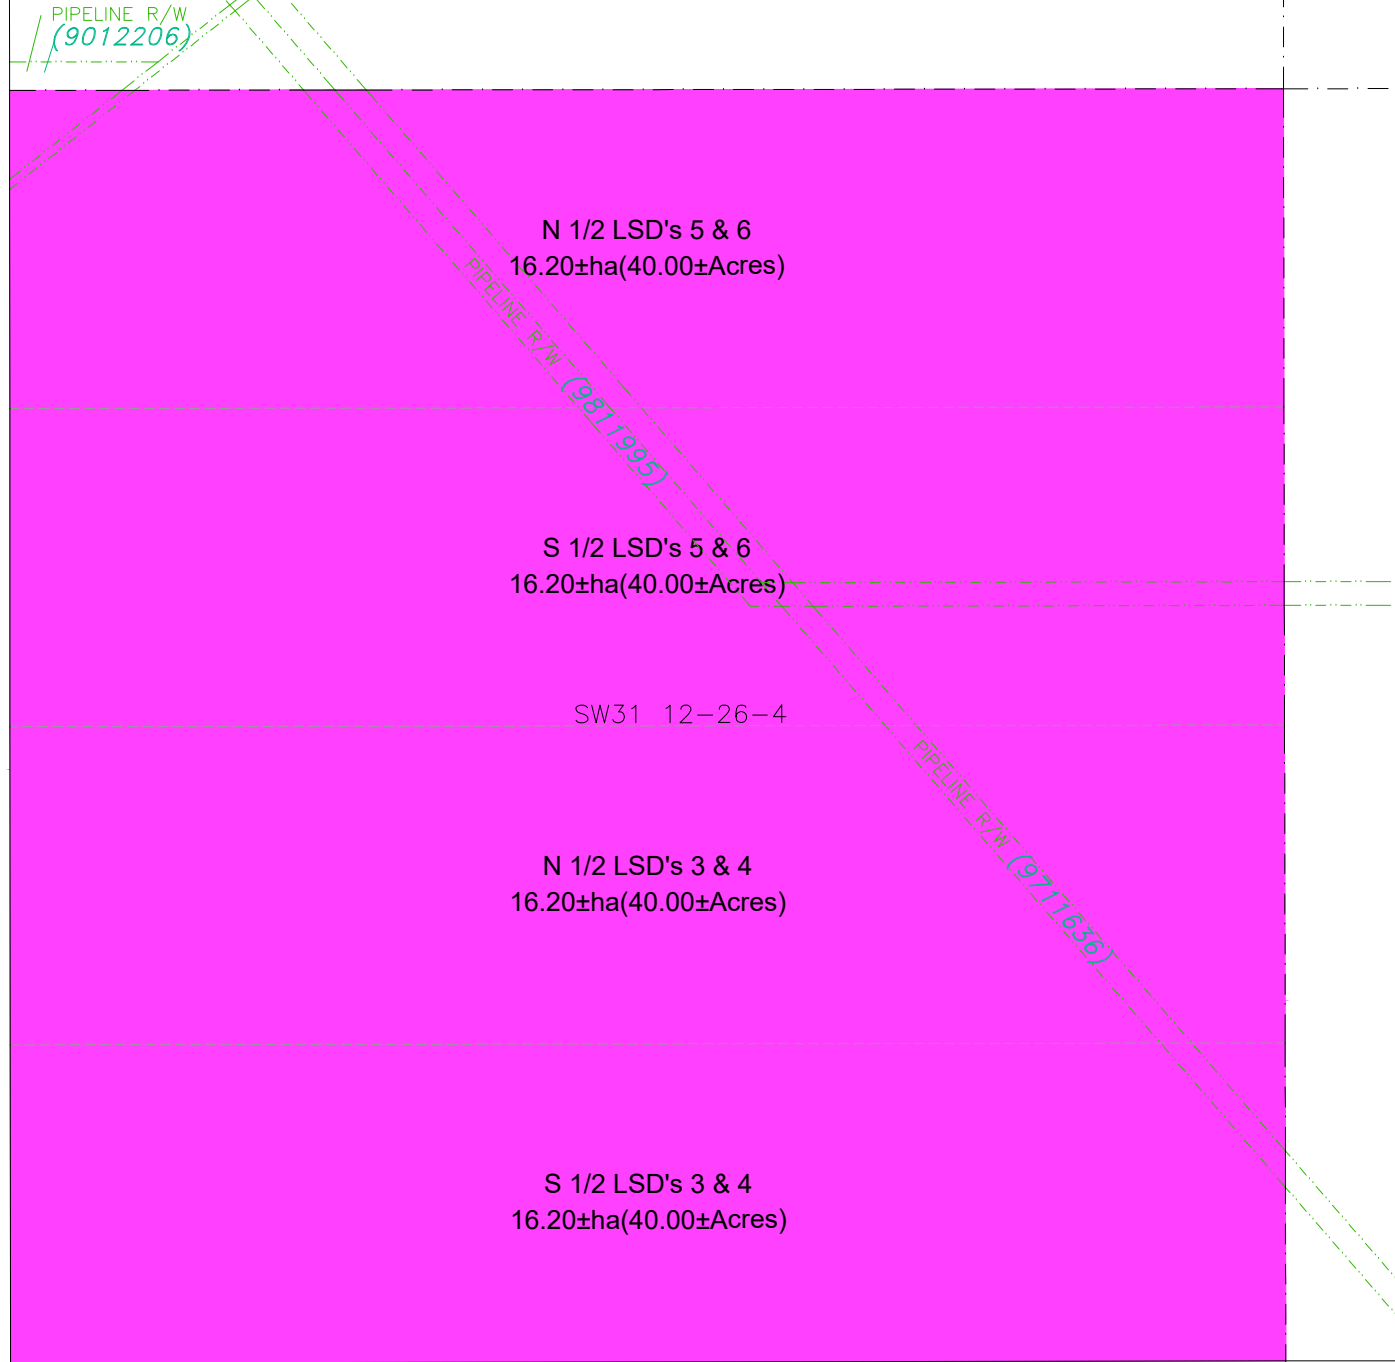 PIPELINE R/W
(9012206)
N 1/2 LSD's 5 & 6
16.20±ha(40.00±Acres)
PIPELINE R/W (9811995)
S 1/2 LSD's 5 & 6
16.20±ha(40.00±Acres)
SW31 12-26-4
PIPELINE R/W (9711636)
N 1/2 LSD's 3 & 4
16.20±ha(40.00±Acres)
S 1/2 LSD's 3 & 4
16.20±ha(40.00±Acres)